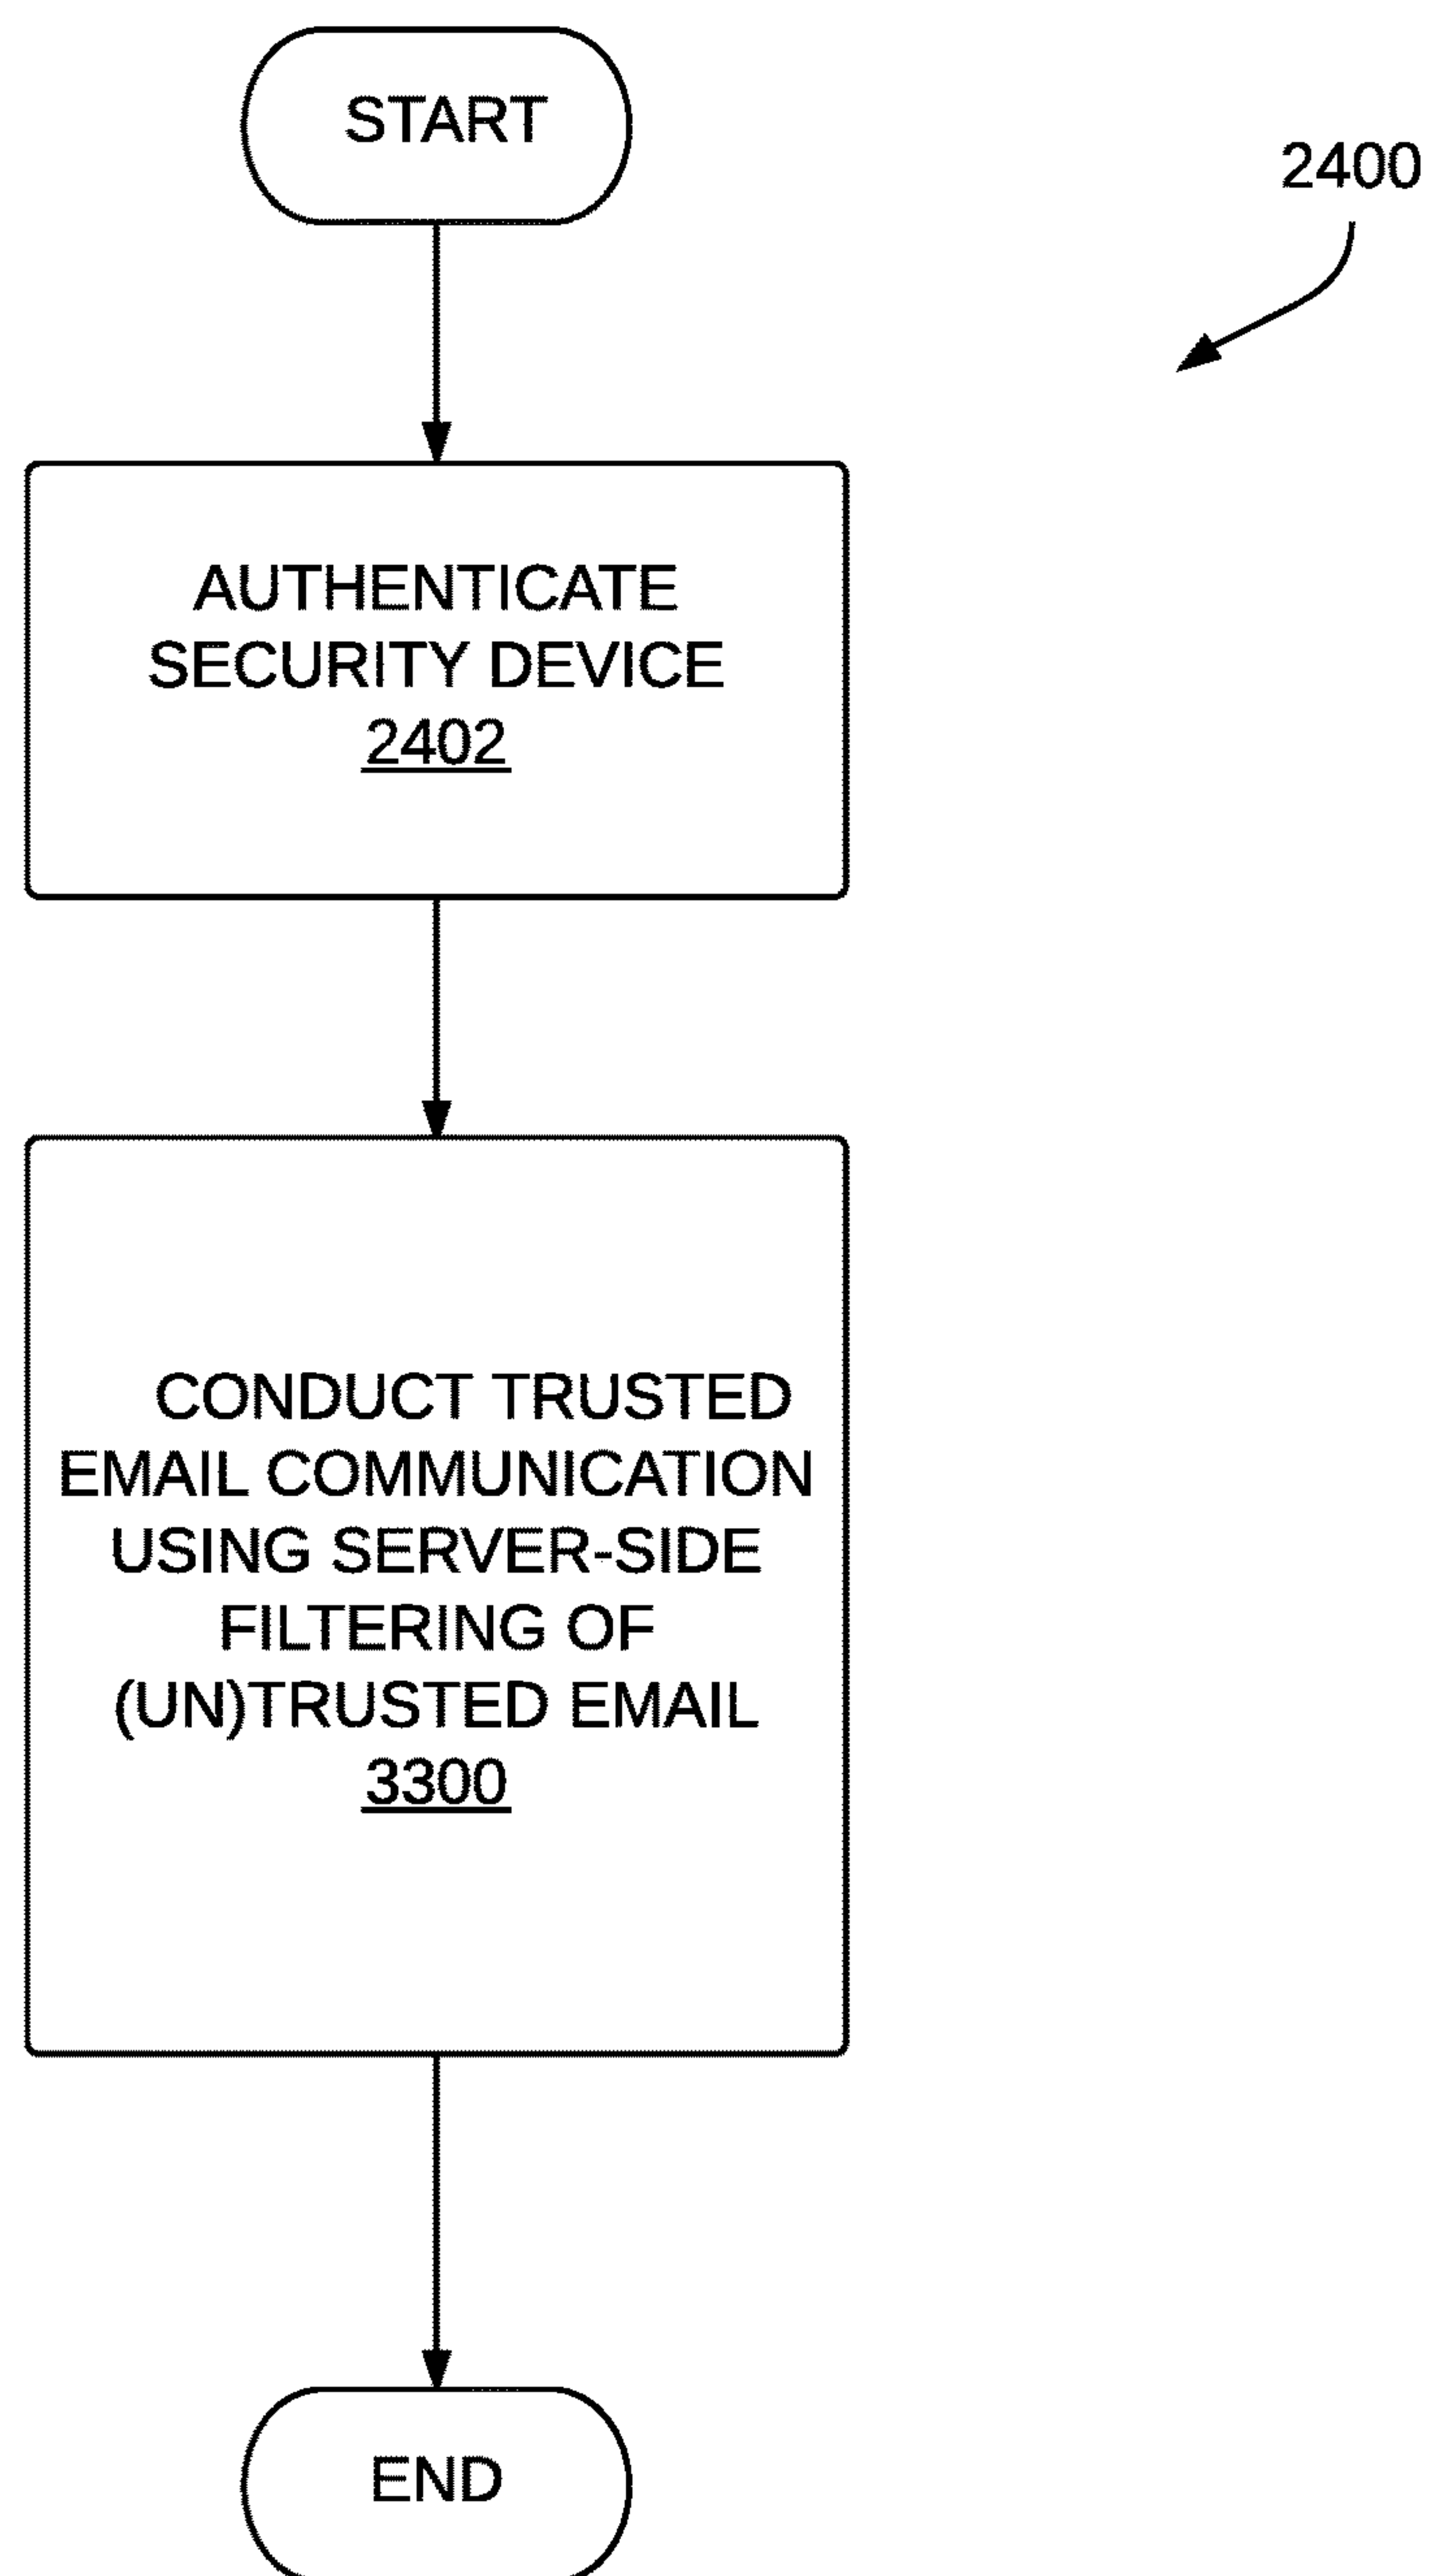 START
2400
AUTHENTICATE
SECURITY DEVICE
2402
CONDUCT TRUSTED
EMAIL COMMUNICATION
USING SERVER-SIDE
FILTERING OF
(UN)TRUSTED EMAIL
3300
END